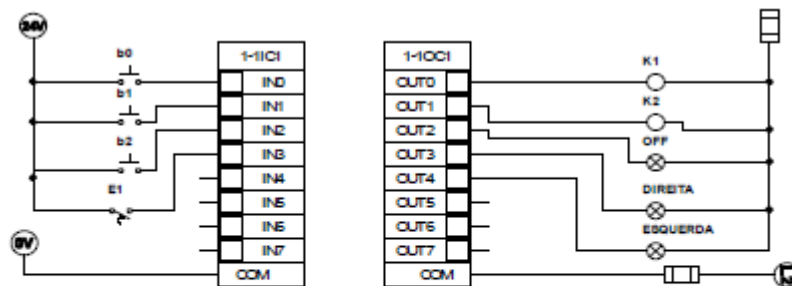 24V
b0
b1
b2
E1
0V
1-1IC1
IN0
IN1
IN2
IN3
IN4
IN5
IN6
IN7
COM
1-1OC1
OUT0
OUT1
OUT2
OUT3
OUT4
OUT5
OUT6
OUT7
COM
K1
K2
OFF
DIREITA
ESQUERDA